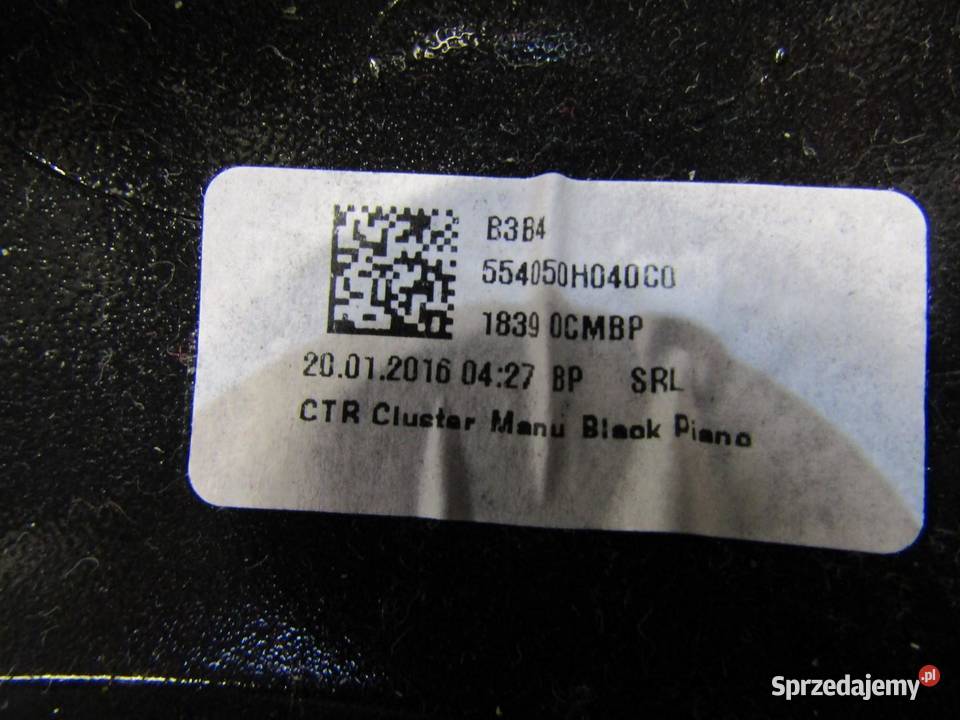 B3B4
554050H040C0
1839 0CMBP
20.01.2016 04:27 BP SRL
CTR Cluster Manu Black Piano
Sprzedajemy.pl